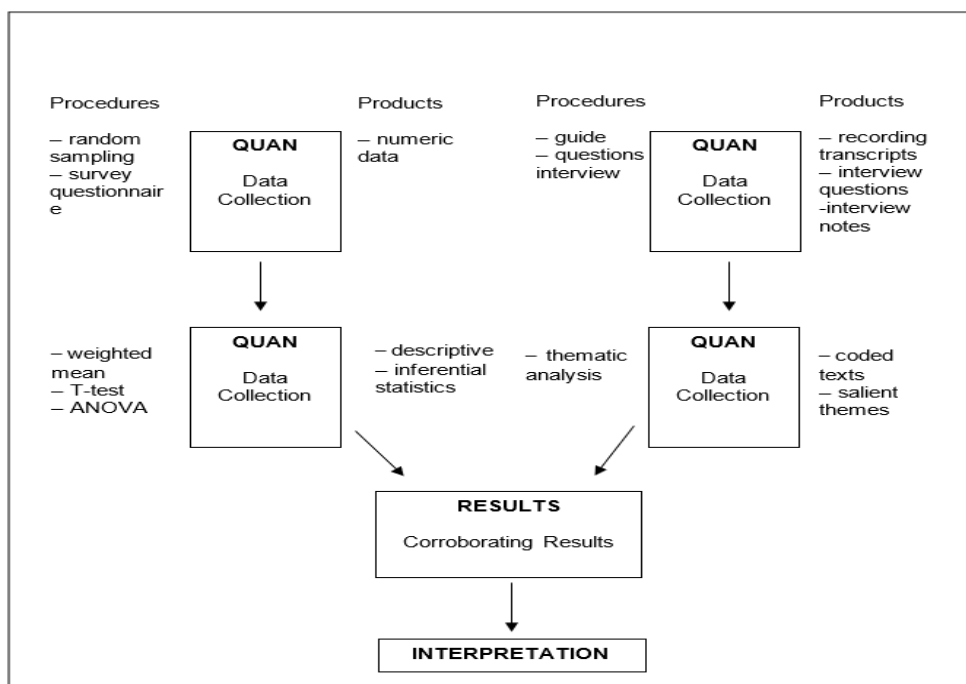 Procedures
– random
sampling
– survey
questionnair
e
QUAN
Data
Collection
Products
– numeric
data
Procedures
– guide
– questions
interview
QUAN
Data
Collection
Products
– recording
transcripts
– interview
questions
-interview
notes
– weighted
mean
– T-test
– ANOVA
QUAN
Data
Collection
– descriptive
– inferential
statistics
– thematic
analysis
QUAN
Data
Collection
– coded
texts
– salient
themes
RESULTS
Corroborating Results
INTERPRETATION